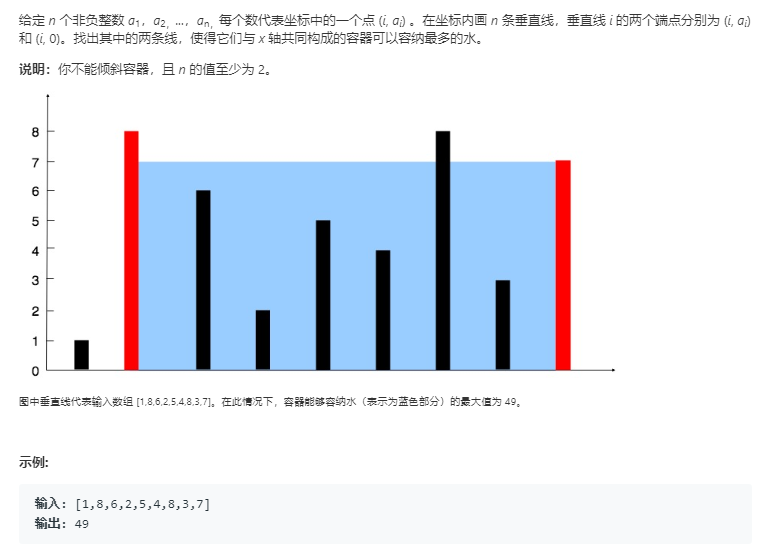 给定 n 个非负整数 a1，a2，...，an，每个数代表坐标中的一个点 (i, ai) 。在坐标内画 n 条垂直线，垂直线 i 的两个端点分别为 (i, ai)
和 (i, 0)。找出其中的两条线，使得它们与 x 轴共同构成的容器可以容纳最多的水。
说明：你不能倾斜容器，且 n 的值至少为 2。
8
7
6
5
4
3
2
1
0
图中垂直线代表输入数组 [1,8,6,2,5,4,8,3,7]。在此情况下，容器能够容纳水（表示为蓝色部分）的最大值为 49。
示例:
输入: [1,8,6,2,5,4,8,3,7]
输出: 49